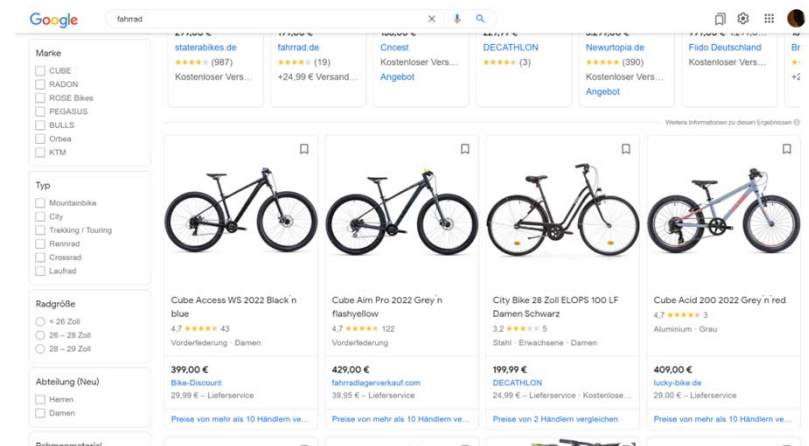 Google
fahrrad
Marke
CUBE
RADON
ROSE Bikes
PEGASUS
BULLS
Orbea
KTM
Typ
Mountainbike
City
Trekking / Touring
Rennrad
Crossrad
Laufrad
Radgröße
< 26 Zoll
26 – 28 Zoll
28 – 29 Zoll
Abteilung (Neu)
Herren
Damen
staterabikes.de
(987)
Kostenloser Vers...
fahrrad.de
(19)
+24,99 € Versand...
Cncest
Kostenloser Vers...
Angebot
DECATHLON
(3)
Newurtopia.de
(390)
Kostenloser Vers...
Angebot
Fiido Deutschland
Kostenloser Vers...
Weitere Informationen zu diesen Ergebnissen
Cube Access WS 2022 Black´n
blue
4,7 43
Vorderfederung · Damen
399,00 €
Bike-Discount
29,99 € – Lieferservice
Preise von mehr als 10 Händlern ve...
Cube Aim Pro 2022 Grey´n
flashyellow
4,7 122
Vorderfederung
429,00 €
fahrradlagerverkauf.com
39,95 € – Lieferservice
Preise von mehr als 10 Händlern ve...
City Bike 28 Zoll ELOPS 100 LF
Damen Schwarz
3,2 5
Stahl · Erwachsene · Damen
199,99 €
DECATHLON
24,99 € – Lieferservice · Kostenlose...
Preise von 2 Händlern vergleichen
Cube Acid 200 2022 Grey´n´red
4,7 3
Aluminium · Grau
409,00 €
lucky-bike.de
29,00 € – Lieferservice
Preise von mehr als 10 Händlern ve...